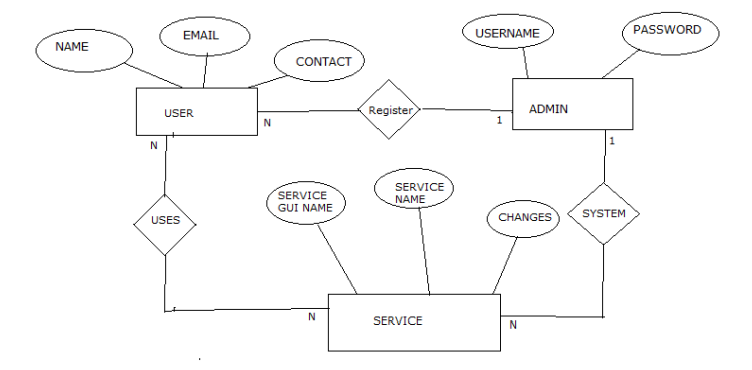 NAME
EMAIL
CONTACT
USERNAME
PASSWORD
USER
N
Register
1
ADMIN
N
1
USES
SERVICE
GUI NAME
SERVICE
NAME
CHANGES
SYSTEM
N
SERVICE
N